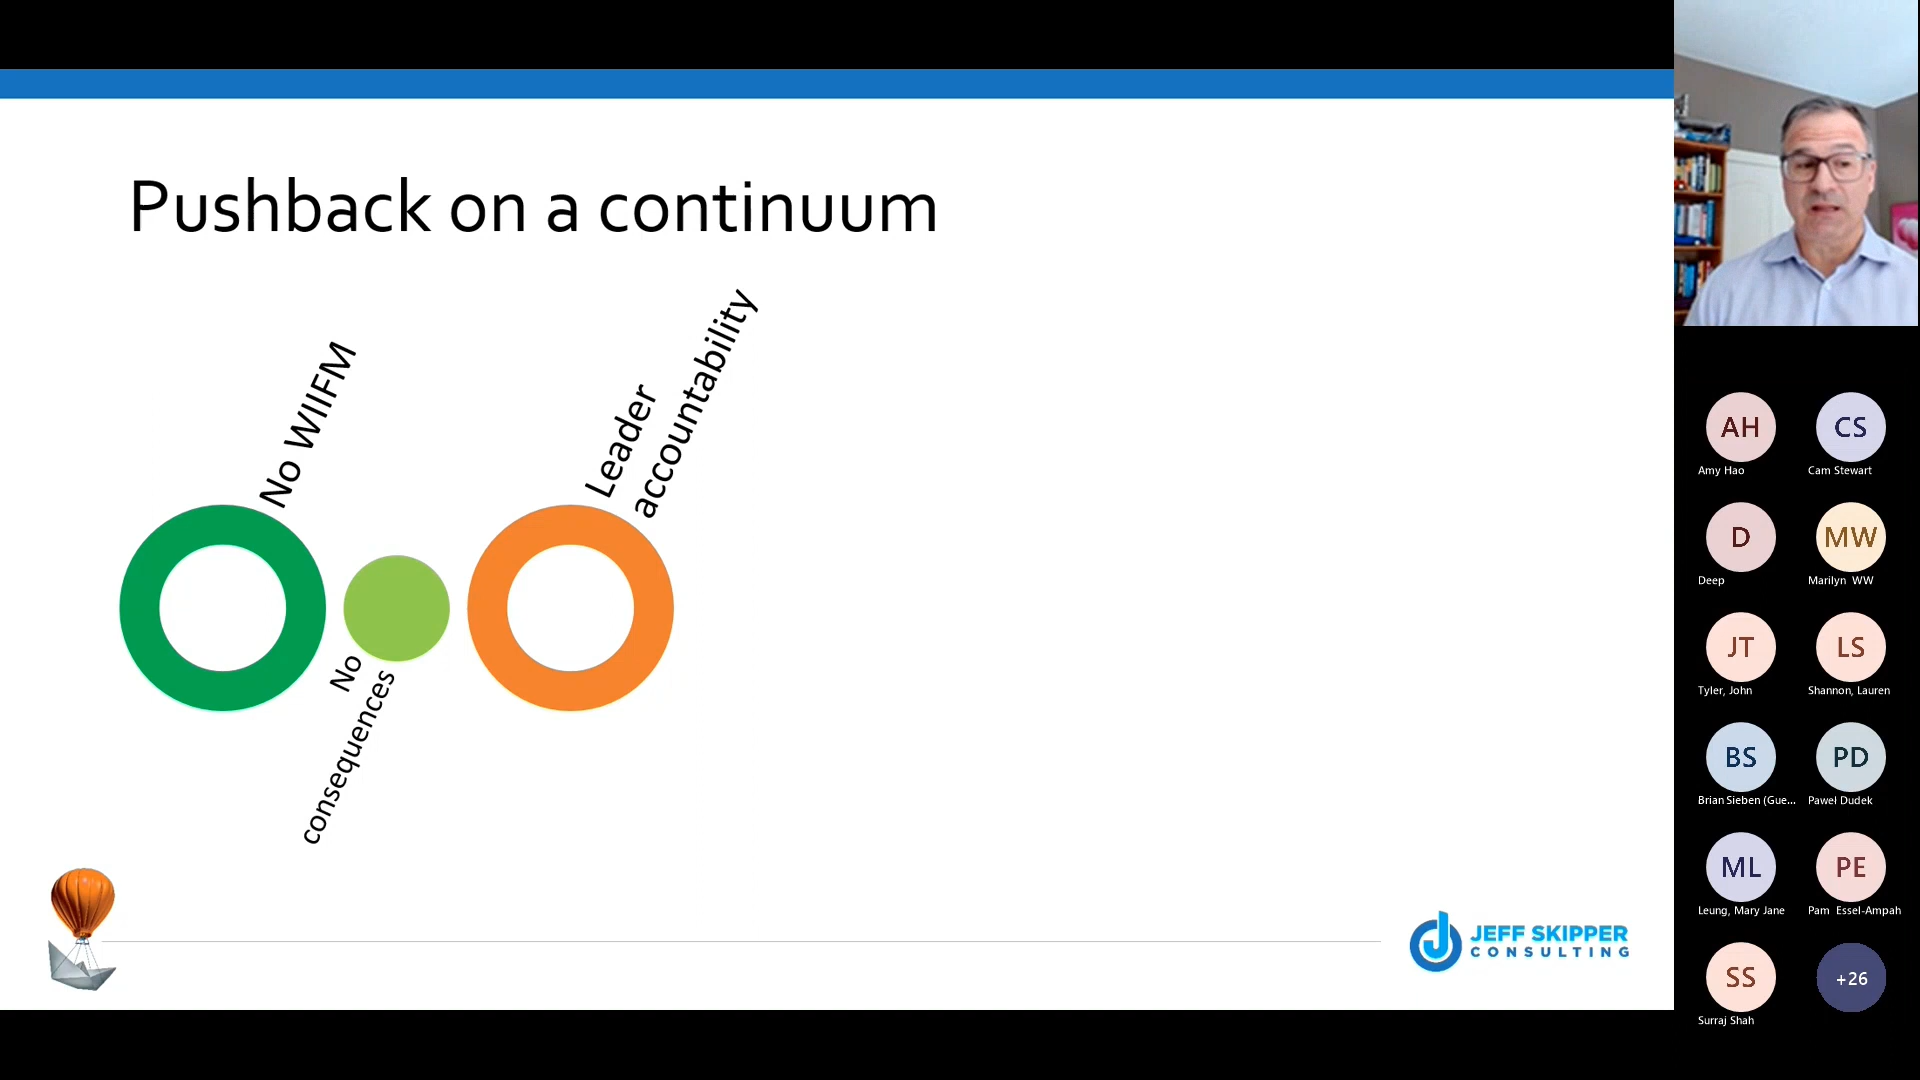 Pushback on a continuum
No WIIFM
No
consequences
Leader
accountability
JEFF SKIPPER
CONSULTING
AH
Amy Hao
CS
Cam Stewart
D
Deep
MW
Marilyn WW
JT
Tyler, John
LS
Shannon, Lauren
BS
Brian Sieben (Gue...
PD
Paweł Dudek
ML
Leung, Mary Jane
PE
Pam Essel-Ampah
SS
Surraj Shah
+26